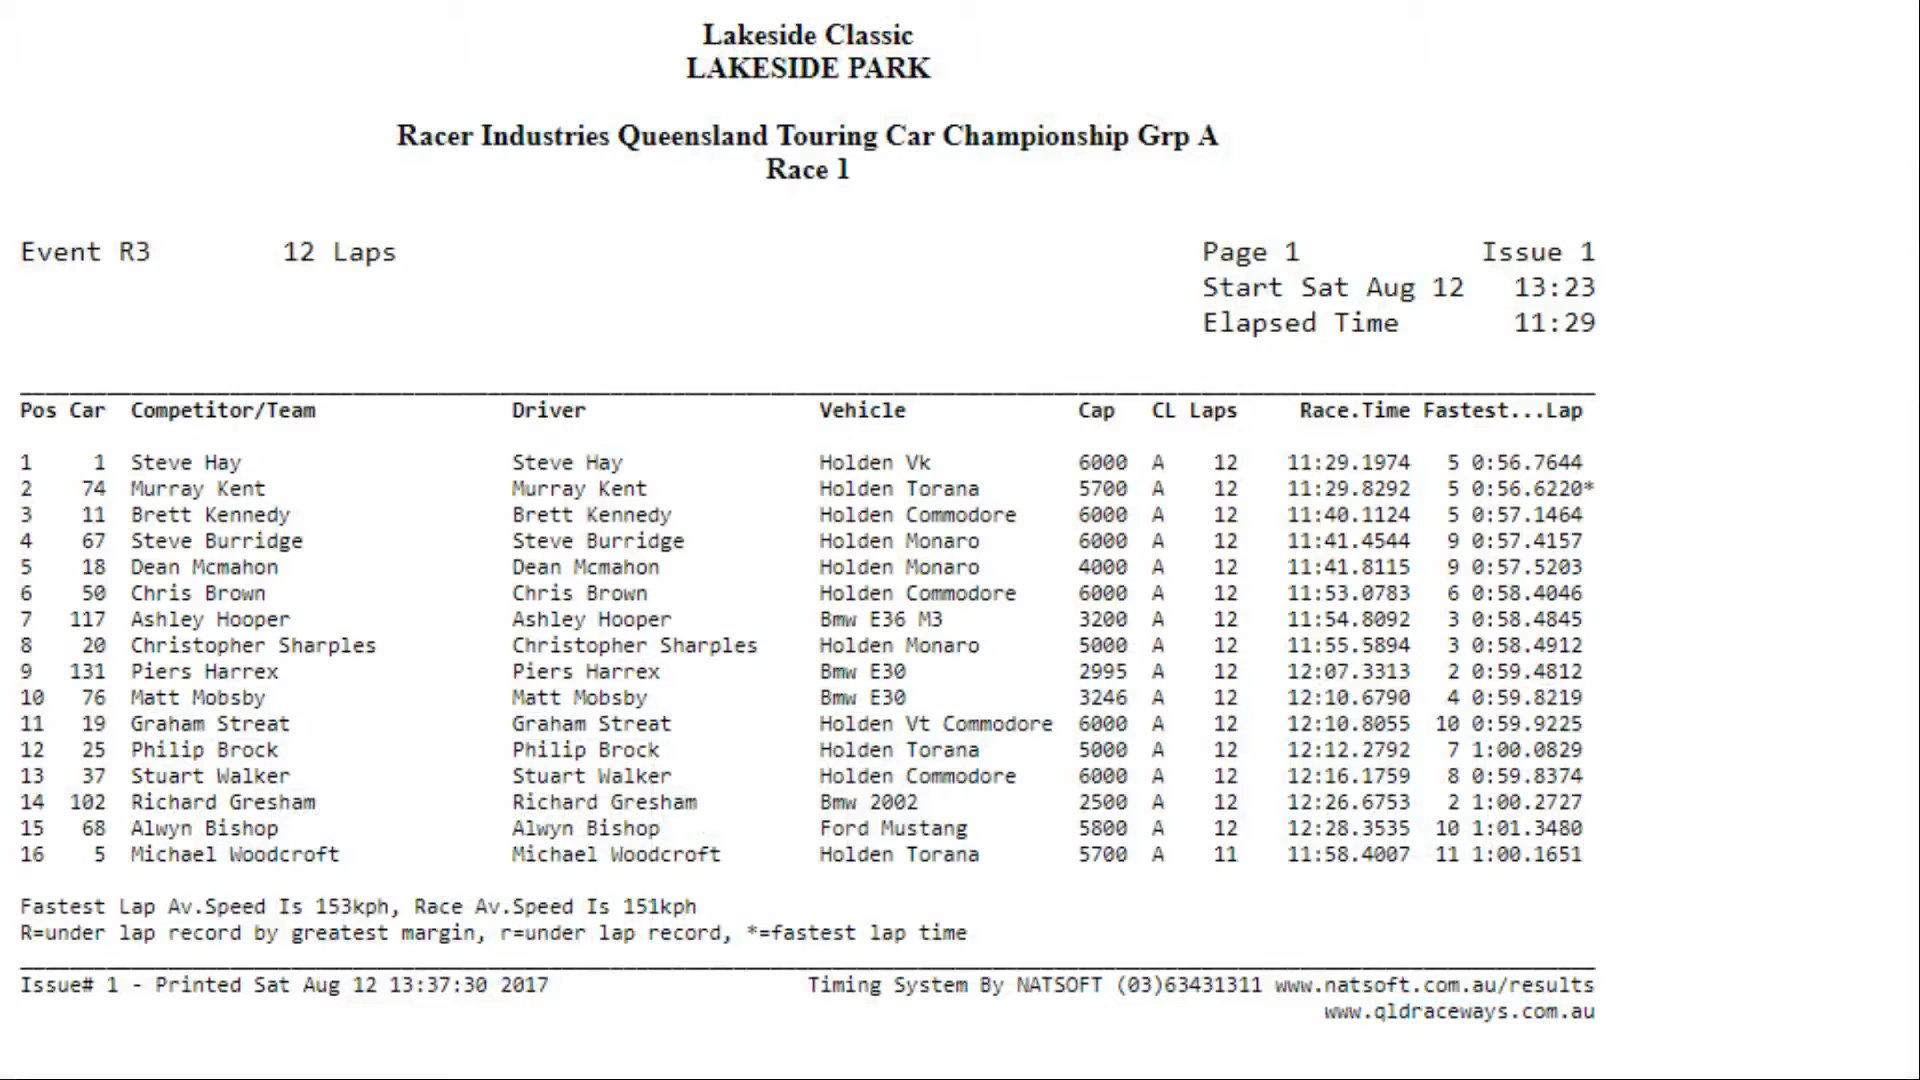 Lakeside Classic
LAKESIDE PARK
Racer Industries Queensland Touring Car Championship Grp A
Race 1
Event R3 12 Laps Page 1 Issue 1
Start Sat Aug 12 13:23
Elapsed Time 11:29
Pos Car Competitor/Team Driver Vehicle Cap CL Laps Race.Time Fastest...Lap
1 1 Steve Hay Steve Hay Holden Vk 6000 A 12 11:29.1974 5 0:56.7644
2 74 Murray Kent Murray Kent Holden Torana 5700 A 12 11:29.8292 5 0:56.6220*
3 11 Brett Kennedy Brett Kennedy Holden Commodore 6000 A 12 11:40.1124 5 0:57.1464
4 67 Steve Burridge Steve Burridge Holden Monaro 6000 A 12 11:41.4544 9 0:57.4157
5 18 Dean Mcmahon Dean Mcmahon Holden Monaro 4000 A 12 11:41.8115 9 0:57.5203
6 50 Chris Brown Chris Brown Holden Commodore 6000 A 12 11:53.0783 6 0:58.4046
7 117 Ashley Hooper Ashley Hooper Bmw E36 M3 3200 A 12 11:54.8092 3 0:58.4845
8 20 Christopher Sharples Christopher Sharples Holden Monaro 5000 A 12 11:55.5894 3 0:58.4912
9 131 Piers Harrex Piers Harrex Bmw E30 2995 A 12 12:07.3313 2 0:59.4812
10 76 Matt Mobsby Matt Mobsby Bmw E30 3246 A 12 12:10.6790 4 0:59.8219
11 19 Graham Streat Graham Streat Holden Vt Commodore 6000 A 12 12:10.8055 10 0:59.9225
12 25 Philip Brock Philip Brock Holden Torana 5000 A 12 12:12.2792 7 1:00.0829
13 37 Stuart Walker Stuart Walker Holden Commodore 6000 A 12 12:16.1759 8 0:59.8374
14 102 Richard Gresham Richard Gresham Bmw 2002 2500 A 12 12:26.6753 2 1:00.2727
15 68 Alwyn Bishop Alwyn Bishop Ford Mustang 5800 A 12 12:28.3535 10 1:01.3480
16 5 Michael Woodcroft Michael Woodcroft Holden Torana 5700 A 11 11:58.4007 11 1:00.1651
Fastest Lap Av.Speed Is 153kph, Race Av.Speed Is 151kph
R=under lap record by greatest margin, r=under lap record, *=fastest lap time
Issue# 1 - Printed Sat Aug 12 13:37:30 2017 Timing System By NATSOFT (03)63431311 www.natsoft.com.au/results
www.qldraceways.com.au